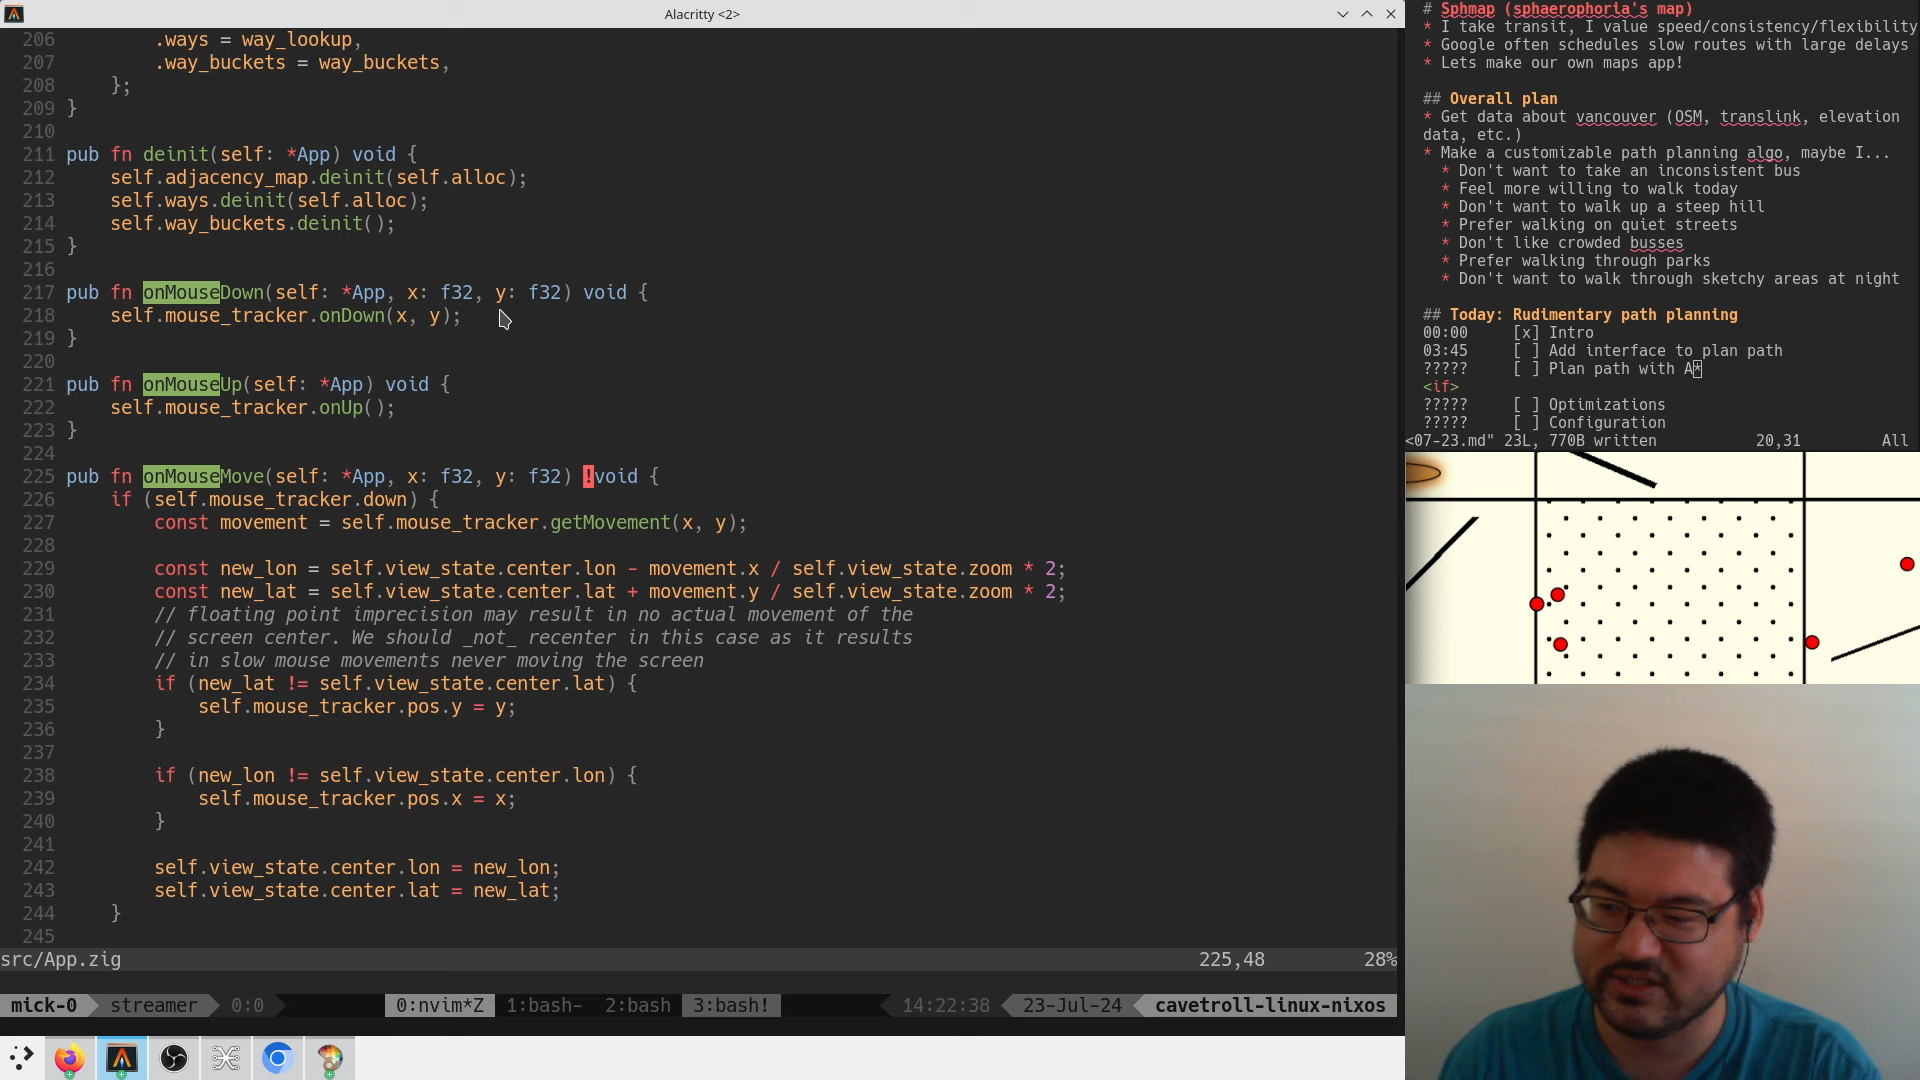 Alacritty <2>
206         .ways = way_lookup,
207         .way_buckets = way_buckets,
208     };
209 }
210
211 pub fn deinit(self: *App) void {
212     self.adjacency_map.deinit(self.alloc);
213     self.ways.deinit(self.alloc);
214     self.way_buckets.deinit();
215 }
216
217 pub fn onMouseDown(self: *App, x: f32, y: f32) void {
218     self.mouse_tracker.onDown(x, y);
219 }
220
221 pub fn onMouseUp(self: *App) void {
222     self.mouse_tracker.onUp();
223 }
224
225 pub fn onMouseMove(self: *App, x: f32, y: f32) !void {
226     if (self.mouse_tracker.down) {
227         const movement = self.mouse_tracker.getMovement(x, y);
228
229         const new_lon = self.view_state.center.lon - movement.x / self.view_state.zoom * 2;
230         const new_lat = self.view_state.center.lat + movement.y / self.view_state.zoom * 2;
231         // floating point imprecision may result in no actual movement of the
232         // screen center. We should _not_ recenter in this case as it results
233         // in slow mouse movements never moving the screen
234         if (new_lat != self.view_state.center.lat) {
235             self.mouse_tracker.pos.y = y;
236         }
237
238         if (new_lon != self.view_state.center.lon) {
239             self.mouse_tracker.pos.x = x;
240         }
241
242         self.view_state.center.lon = new_lon;
243         self.view_state.center.lat = new_lat;
244     }
245
src/App.zig 225,48 28%
mick-0 streamer 0:0 0:nvim*Z 1:bash- 2:bash 3:bash! 14:22:38 23-Jul-24 cavetroll-linux-nixos
# Sphmap (sphaerophoria's map)
* I take transit, I value speed/consistency/flexibility
* Google often schedules slow routes with large delays
* Lets make our own maps app!
## Overall plan
* Get data about vancouver (OSM, translink, elevation
data, etc.)
* Make a customizable path planning algo, maybe I...
  * Don't want to take an inconsistent bus
  * Feel more willing to walk today
  * Don't want to walk up a steep hill
  * Prefer walking on quiet streets
  * Don't like crowded busses
  * Prefer walking through parks
  * Don't want to walk through sketchy areas at night
## Today: Rudimentary path planning
00:00     [x] Intro
03:45     [ ] Add interface to plan path
?????     [ ] Plan path with A*
<if>
?????     [ ] Optimizations
?????     [ ] Configuration
<07-23.md" 23L, 770B written 20,31 All